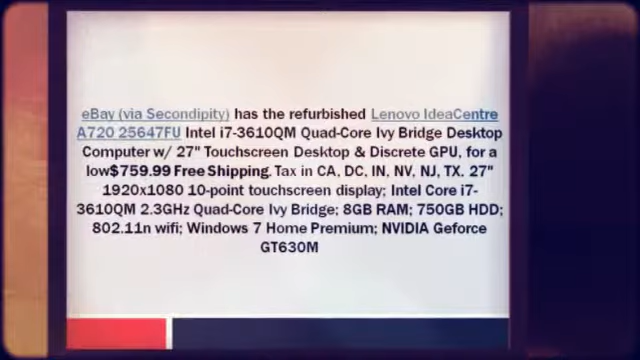 eBay (via Secondipity) has the refurbished Lenovo IdeaCentre
A720 25647FU Intel i7-3610QM Quad-Core Ivy Bridge Desktop
Computer w/ 27" Touchscreen Desktop & Discrete GPU, for a
low$759.99 Free Shipping. Tax in CA, DC, IN, NV, NJ, TX. 27"
1920x1080 10-point touchscreen display; Intel Core i7-
3610QM 2.3GHz Quad-Core Ivy Bridge; 8GB RAM; 750GB HDD;
802.11n wifi; Windows 7 Home Premium; NVIDIA Geforce
GT630M